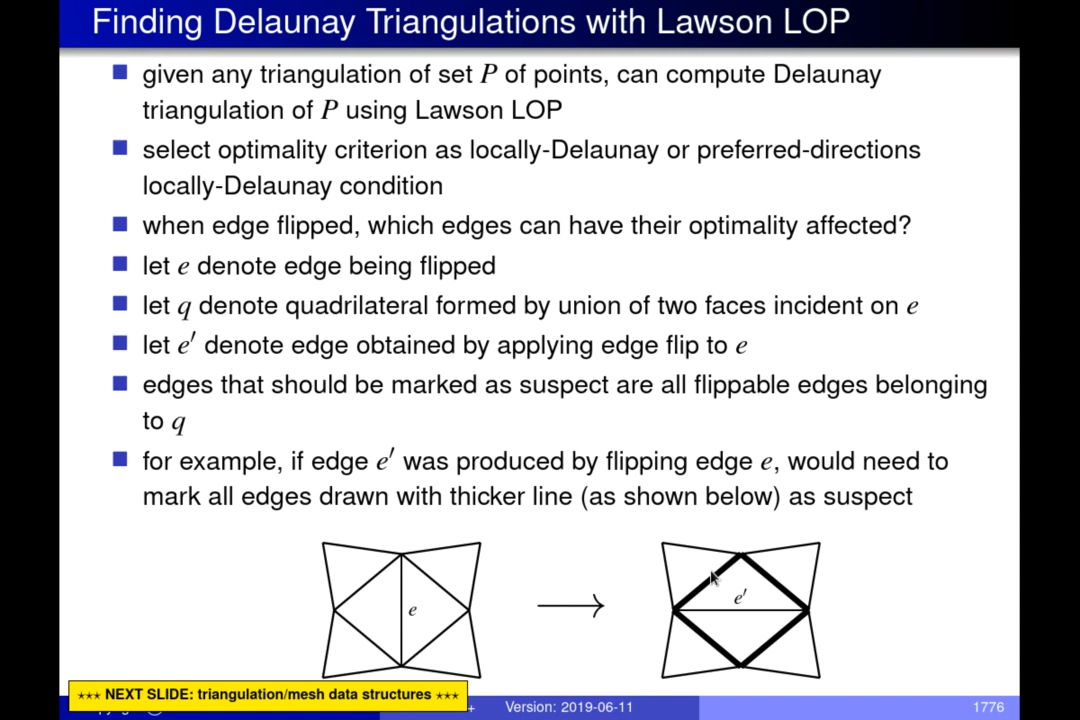 Finding Delaunay Triangulations with Lawson LOP
given any triangulation of set P of points, can compute Delaunay
triangulation of P using Lawson LOP
select optimality criterion as locally-Delaunay or preferred-directions
locally-Delaunay condition
when edge flipped, which edges can have their optimality affected?
let e denote edge being flipped
let q denote quadrilateral formed by union of two faces incident on e
let e′ denote edge obtained by applying edge flip to e
edges that should be marked as suspect are all flippable edges belonging
to q
for example, if edge e′ was produced by flipping edge e, would need to
mark all edges drawn with thicker line (as shown below) as suspect
e
e′
*** NEXT SLIDE: triangulation/mesh data structures ***
+
Version: 2019-06-11
1776